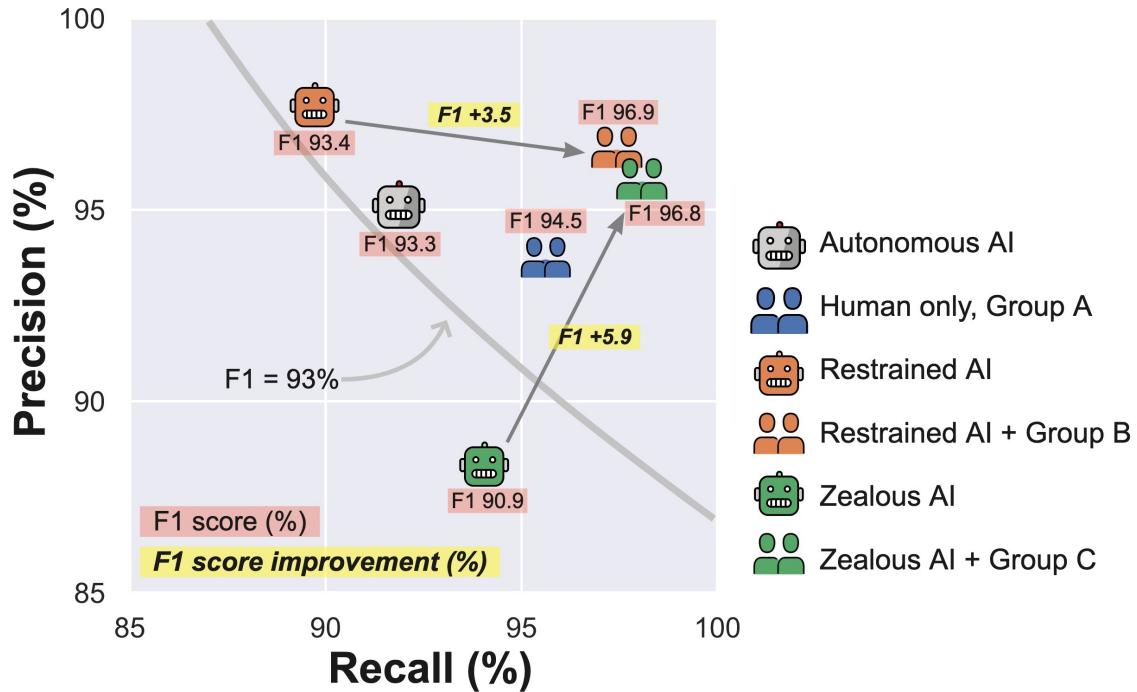 100
95
90
85
Precision (%)
F1 +3.5
F1 96.9
F1 93.4
F1 96.8
F1 94.5
F1 93.3
F1 +5.9
F1 = 93%
F1 90.9
F1 score (%)
F1 score improvement (%)
85
90
95
100
Recall (%)
Autonomous AI
Human only, Group A
Restrained AI
Restrained AI + Group B
Zealous AI
Zealous AI + Group C